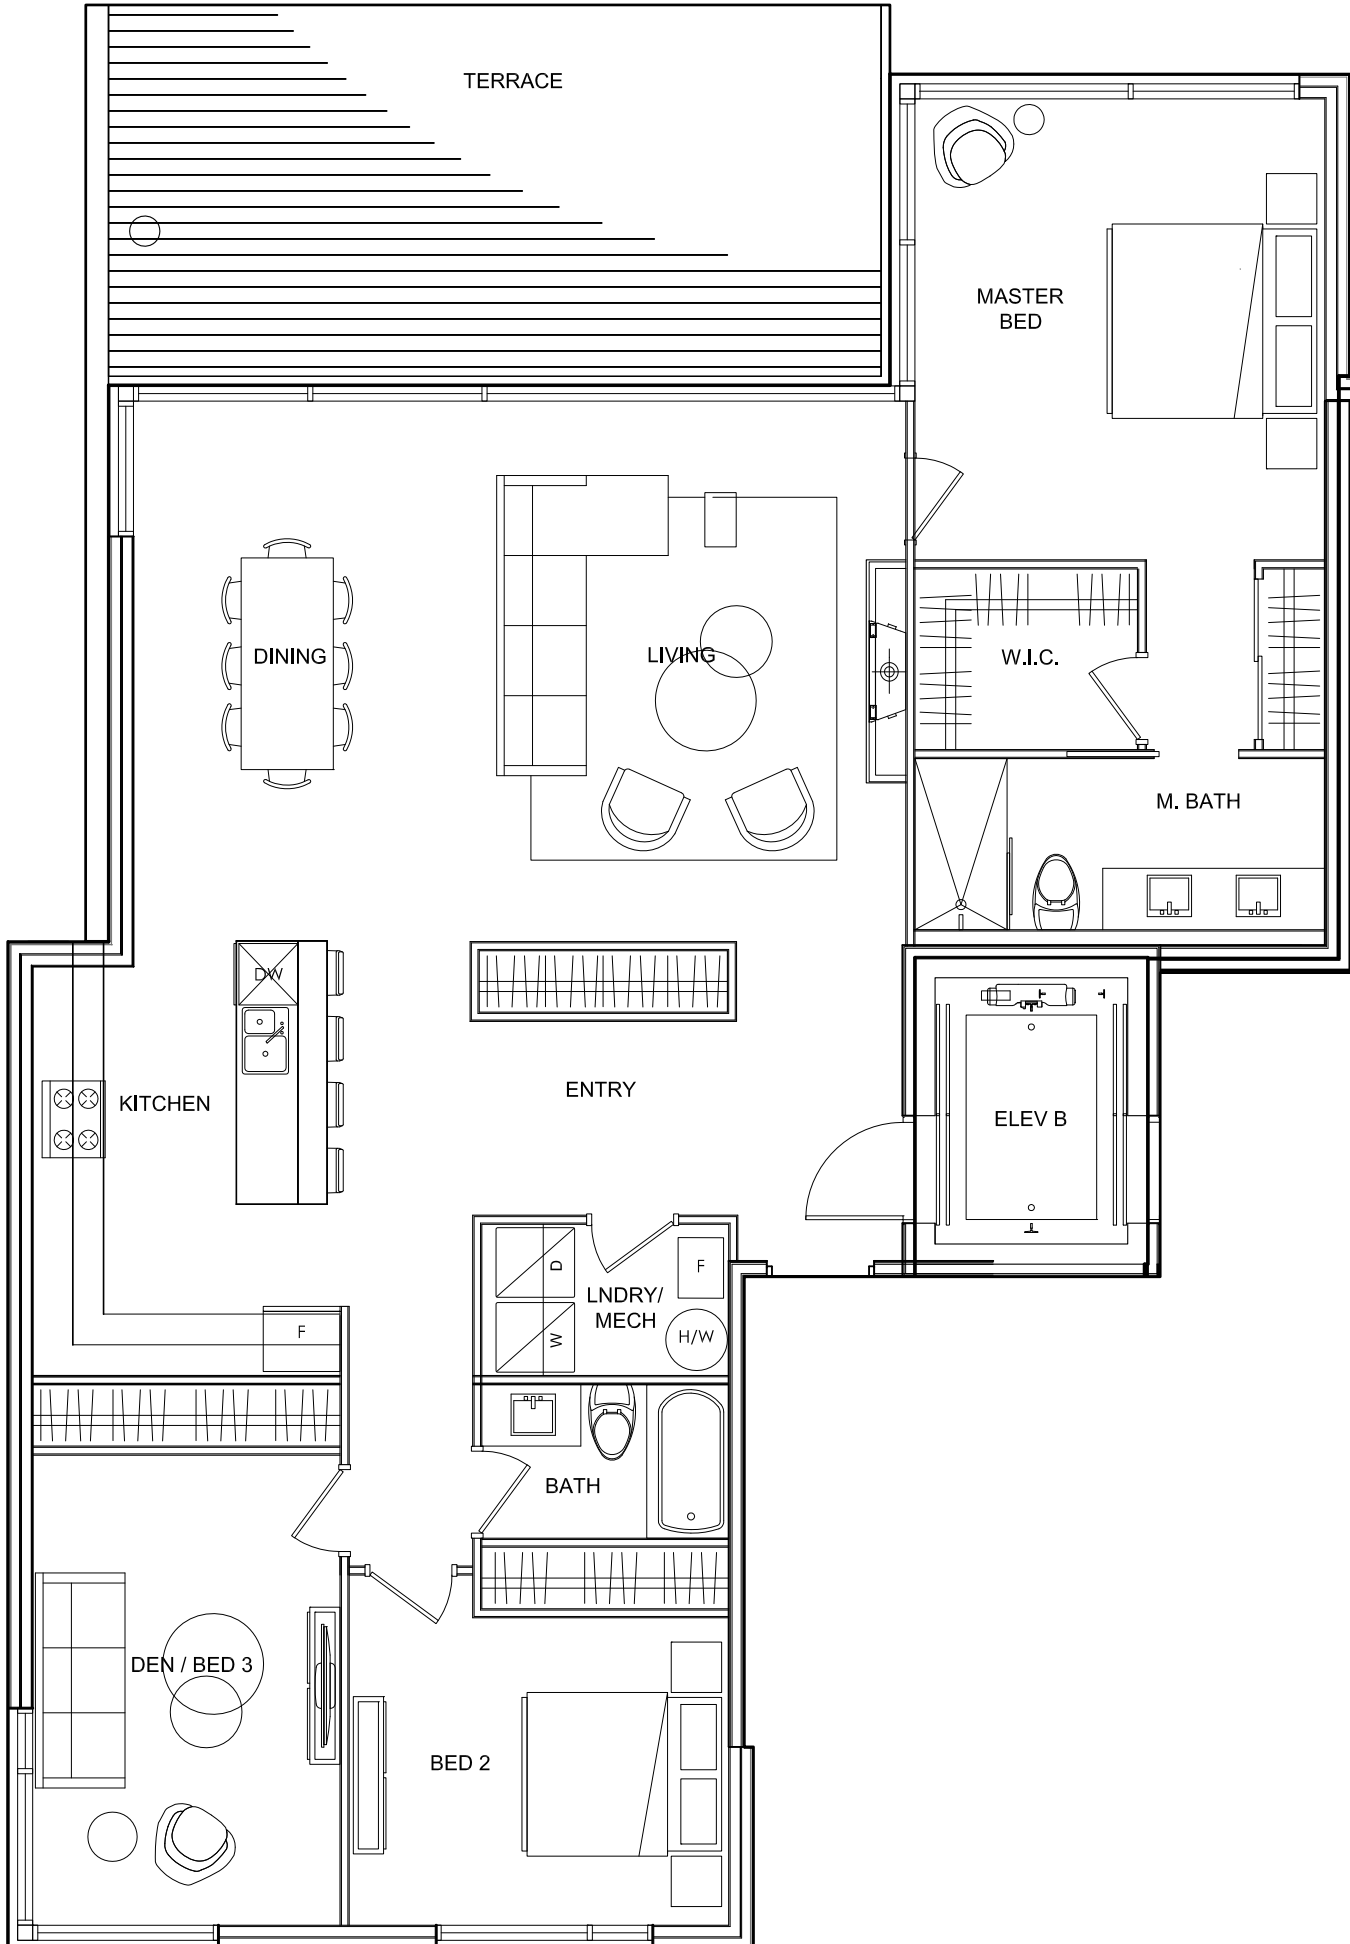 TERRACE
MASTER
BED
DINING
LIVING
W.I.C.
M. BATH
DW
KITCHEN
ENTRY
ELEV B
D
F
LNDRY/
MECH
W
H/W
F
BATH
DEN / BED 3
BED 2